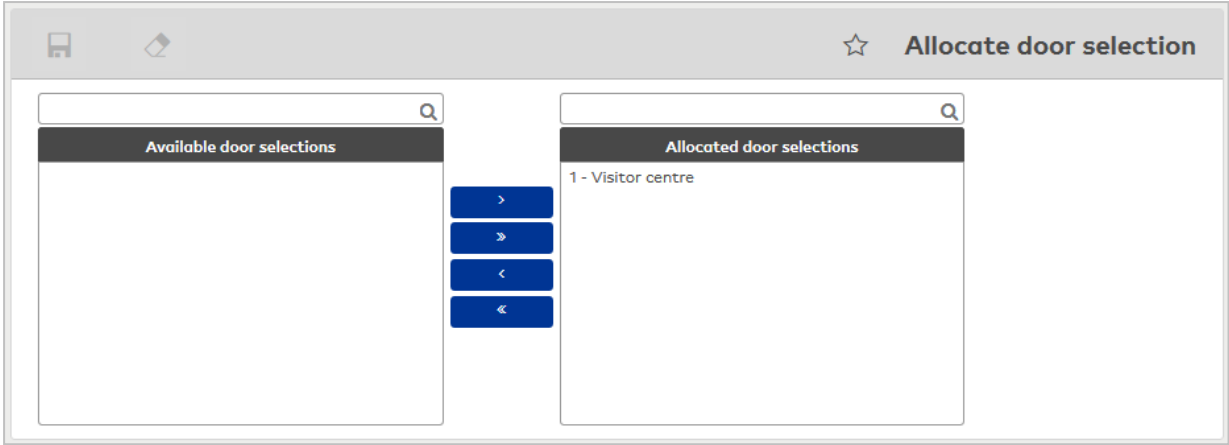 Allocate door selection
Available door selections
Allocated door selections
1 - Visitor centre
>
»
<
«